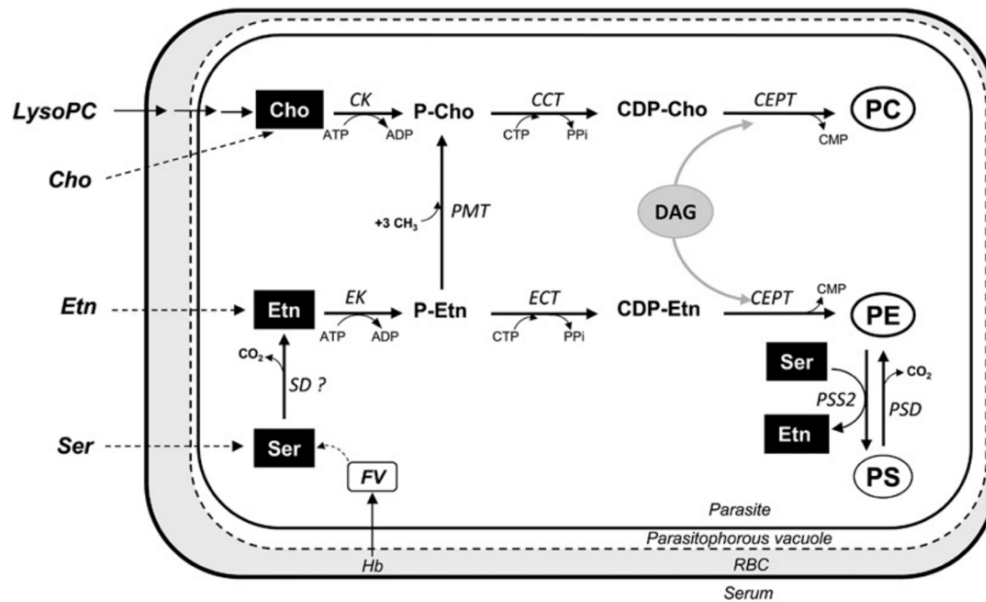 LysoPC
Cho
CK
ATP
ADP
P-Cho
CCT
CTP
PPi
CDP-Cho
CEPT
CMP
PC
Cho
+3 CH₃
PMT
DAG
Etn
Etn
EK
ATP
ADP
P-Etn
ECT
CTP
PPi
CDP-Etn
CEPT
CMP
PE
CO₂
SD ?
Ser
PSS2
PSD
CO₂
Etn
Ser
Ser
FV
PS
Parasite
Parasitophorous vacuole
Hb
RBC
Serum